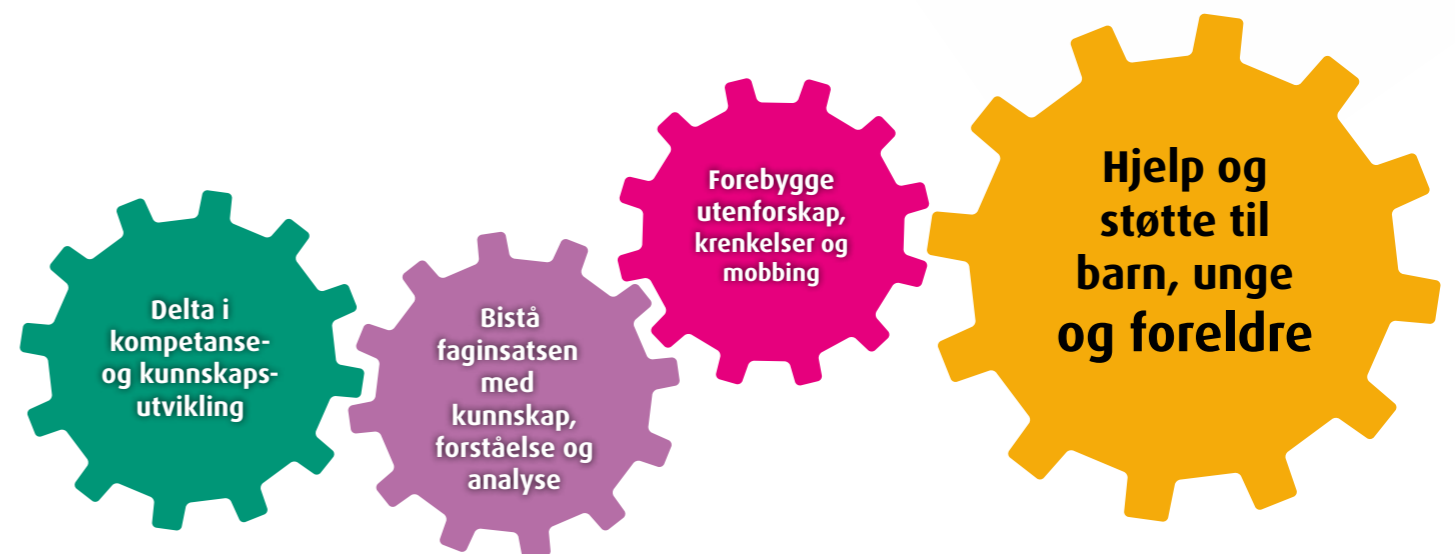 Delta i
kompetanse-
og kunnskaps-
utvikling
Bistå
faginsatsen
med
kunnskap,
forståelse og
analyse
Forebygge
utenforskap,
krenkelser og
mobbing
Hjelp og
støtte til
barn, unge
og foreldre